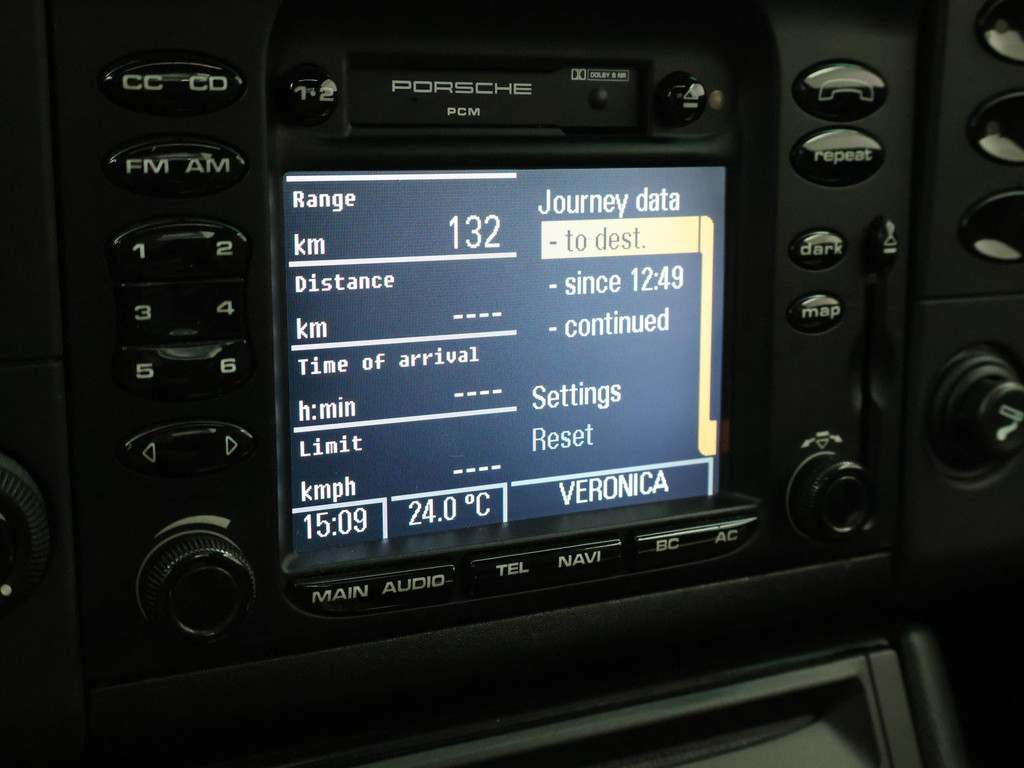 CC CD
1·2
PORSCHE
PCM
DOLBY B NR
FM AM
repeat
1 2
3 4
5 6
dark
map
Range
km 132
Distance
km ----
Time of arrival
h:min ----
Limit
kmph ----
Journey data
- to dest.
- since 12:49
- continued
Settings
Reset
15:09
24.0 ºC
VERONICA
MAIN AUDIO
TEL NAVI
BC AC